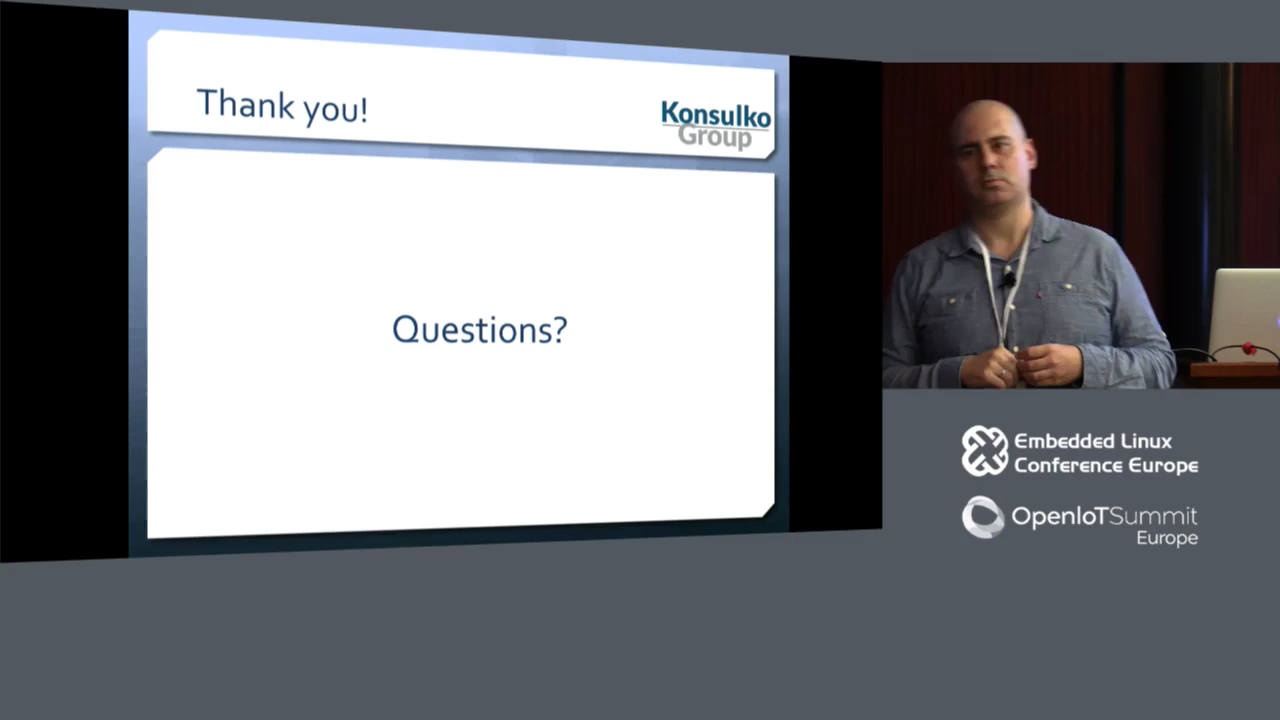 Thank you!
Konsulko
Group
Questions?
Embedded Linux
Conference Europe
OpenIoTSummit
Europe